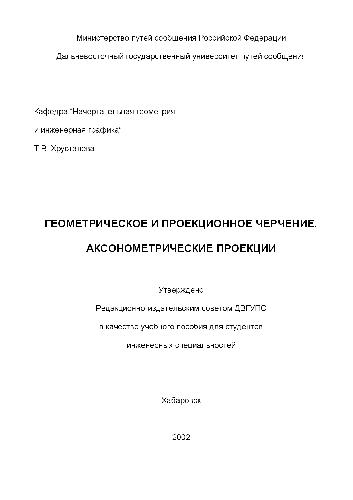 Министерство путей сообщения Российской Федерации
Дальневосточный государственный университет путей сообщения
Кафедра "Начертательная геометрия
и инженерная графика"
Т.В.
ГЕОМЕТРИЧЕСКОЕ И ПРОЕКЦИОННОЕ ЧЕРЧЕНИЕ.
АКСОНОМЕТРИЧЕСКИЕ ПРОЕКЦИИ
Утверждено
Редакционно-издательским советом ДВГУПС
в качестве учебного пособия для студентов
инженерных специальностей
Хабаровск
2002